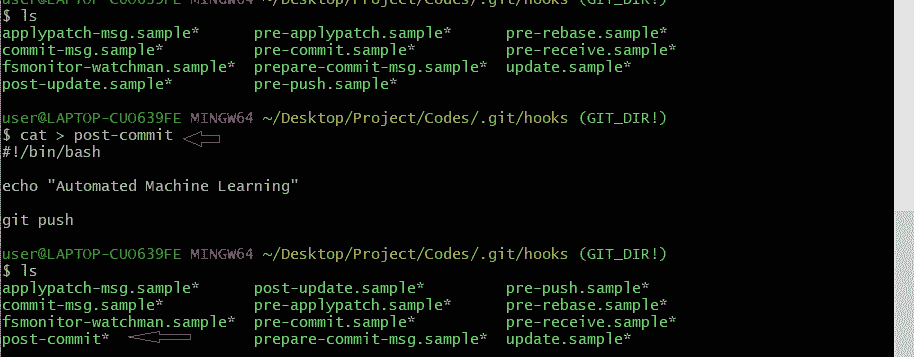 user@LAPTOP-CUO639FE MINGW64 ~/Desktop/Project/Codes/.git/hooks (GIT_DIR!)
$ ls
applypatch-msg.sample* pre-applypatch.sample* pre-rebase.sample*
commit-msg.sample* pre-commit.sample* pre-receive.sample*
fsmonitor-watchman.sample* prepare-commit-msg.sample* update.sample*
post-update.sample* pre-push.sample*
user@LAPTOP-CUO639FE MINGW64 ~/Desktop/Project/Codes/.git/hooks (GIT_DIR!)
$ cat > post-commit
#!/bin/bash
echo "Automated Machine Learning"
git push
user@LAPTOP-CUO639FE MINGW64 ~/Desktop/Project/Codes/.git/hooks (GIT_DIR!)
$ ls
applypatch-msg.sample* post-update.sample* pre-push.sample*
commit-msg.sample* pre-applypatch.sample* pre-rebase.sample*
fsmonitor-watchman.sample* pre-commit.sample* pre-receive.sample*
post-commit* prepare-commit-msg.sample* update.sample*